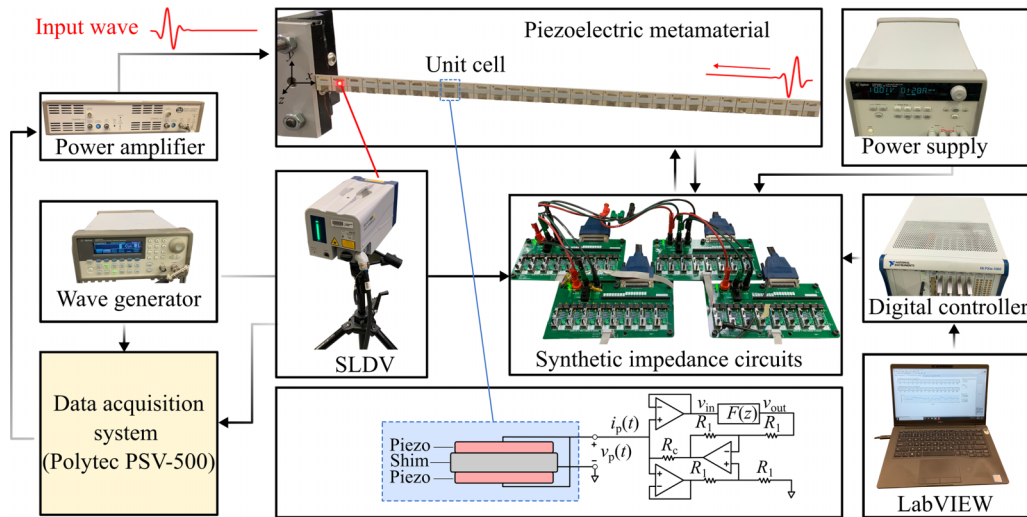 Input wave
Piezoelectric metamaterial
Unit cell
Power amplifier
Power supply
Wave generator
SLDV
Synthetic impedance circuits
Digital controller
Data acquisition
system
(Polytec PSV-500)
Piezo
Shim
Piezo
i_p(t)
+
v_p(t)
−
v_in
F(z)
v_out
R_1
R_1
R_c
R_1
R_1
LabVIEW